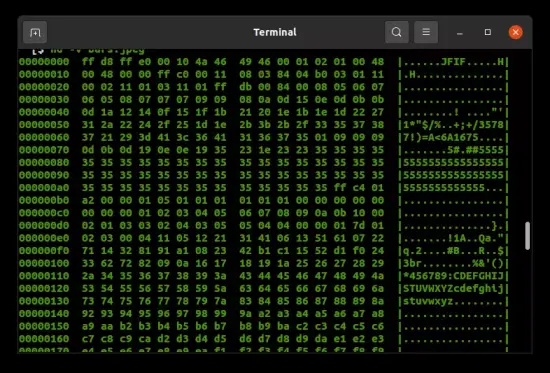 Terminal
[$ hd -v bars.jpeg
00000000 ff d8 ff e0 00 10 4a 46 49 46 00 01 02 01 00 48 |......JFIF.....H|
00000010 00 48 00 00 ff c0 00 11 08 03 84 04 b0 03 01 11 |.H..............|
00000020 00 02 11 01 03 11 01 ff db 00 84 00 08 05 06 07 |................|
00000030 06 05 08 07 07 07 09 09 08 0a 0d 15 0e 0d 0b 0b |................|
00000040 0d 1a 12 14 0f 15 1f 1b 21 20 1e 1b 1e 1d 22 27 |........! ...."'|
00000050 31 2a 22 24 2f 25 1d 1e 2b 3b 2b 2f 33 35 37 38 |1*"$/%..+;+/3578|
00000060 37 21 29 3d 41 3c 36 41 31 36 37 35 01 09 09 09 |7!)=A<6A1675....|
00000070 0d 0b 0d 19 0e 0e 19 35 23 1e 23 23 35 35 35 35 |.......5#.##5555|
00000080 35 35 35 35 35 35 35 35 35 35 35 35 35 35 35 35 |5555555555555555|
00000090 35 35 35 35 35 35 35 35 35 35 35 35 35 35 35 35 |5555555555555555|
000000a0 35 35 35 35 35 35 35 35 35 35 35 35 35 ff c4 01 |5555555555555...|
000000b0 a2 00 00 01 05 01 01 01 01 01 01 00 00 00 00 00 |................|
000000c0 00 00 00 01 02 03 04 05 06 07 08 09 0a 0b 10 00 |................|
000000d0 02 01 03 03 02 04 03 05 05 04 04 00 00 01 7d 01 |..............}.|
000000e0 02 03 00 04 11 05 12 21 31 41 06 13 51 61 07 22 |.......!1A..Qa."|
000000f0 71 14 32 81 91 a1 08 23 42 b1 c1 15 52 d1 f0 24 |q.2....#B...R..$|
00000100 33 62 72 82 09 0a 16 17 18 19 1a 25 26 27 28 29 |3br........%&'()|
00000110 2a 34 35 36 37 38 39 3a 43 44 45 46 47 48 49 4a |*456789:CDEFGHIJ|
00000120 53 54 55 56 57 58 59 5a 63 64 65 66 67 68 69 6a |STUVWXYZcdefghij|
00000130 73 74 75 76 77 78 79 7a 83 84 85 86 87 88 89 8a |stuvwxyz........|
00000140 92 93 94 95 96 97 98 99 9a a2 a3 a4 a5 a6 a7 a8 |................|
00000150 a9 aa b2 b3 b4 b5 b6 b7 b8 b9 ba c2 c3 c4 c5 c6 |................|
00000160 c7 c8 c9 ca d2 d3 d4 d5 d6 d7 d8 d9 da e1 e2 e3 |................|
00000170 e4 e5 e6 e7 e8 e9 ea f1 f2 f3 f4 f5 f6 f7 f8 f9 |................|